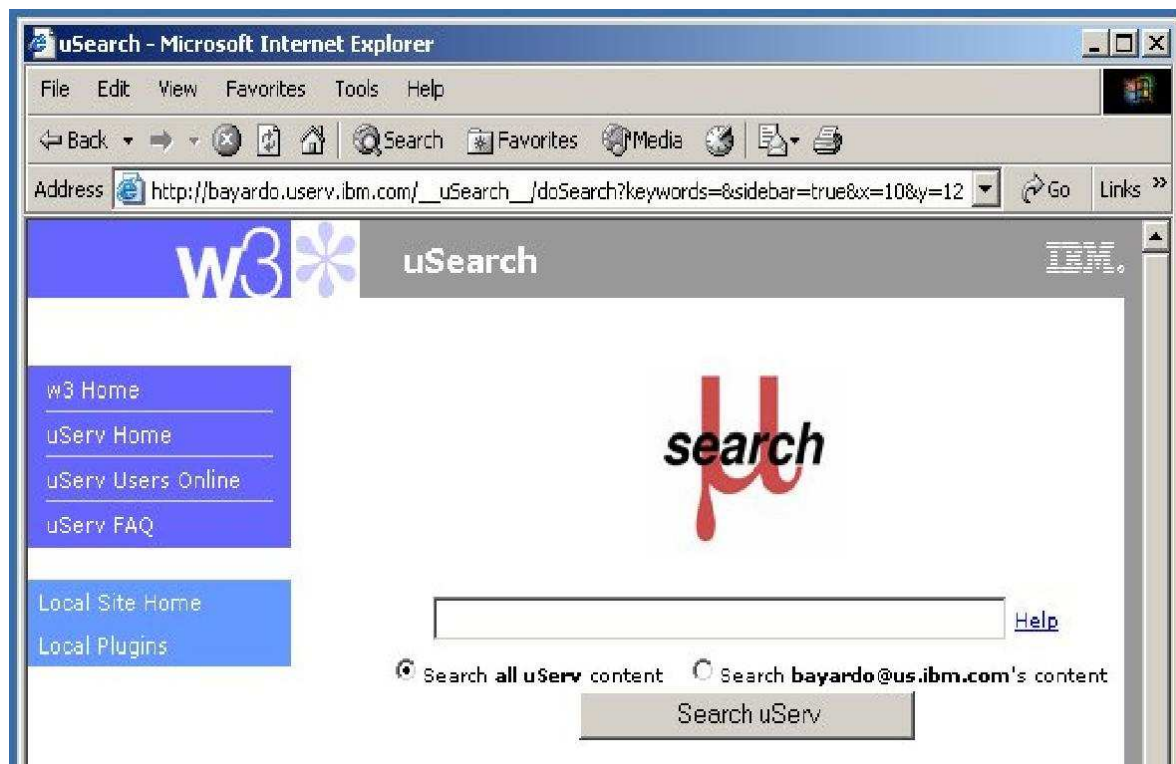 uSearch - Microsoft Internet Explorer
File Edit View Favorites Tools Help
Back Search Favorites Media
Address http://bayardo.userv.ibm.com/__uSearch__/doSearch?keywords=&sidebar=true&x=10&y=12 Go Links »
w3 uSearch IBM
w3 Home
uServ Home
uServ Users Online
uServ FAQ
Local Site Home
Local Plugins
µ
search
Help
Search all uServ content Search bayardo@us.ibm.com's content
Search uServ